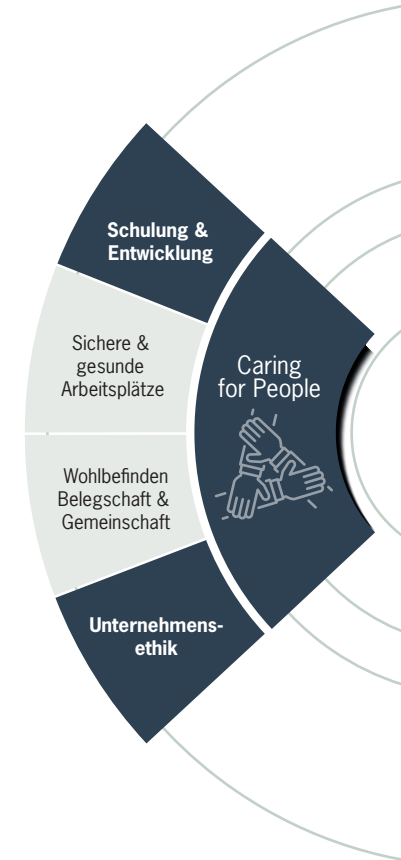 Schulung &
Entwicklung
Sichere &
gesunde
Arbeitsplätze
Caring
for People
Wohlbefinden
Belegschaft &
Gemeinschaft
Unternehmens-
ethik